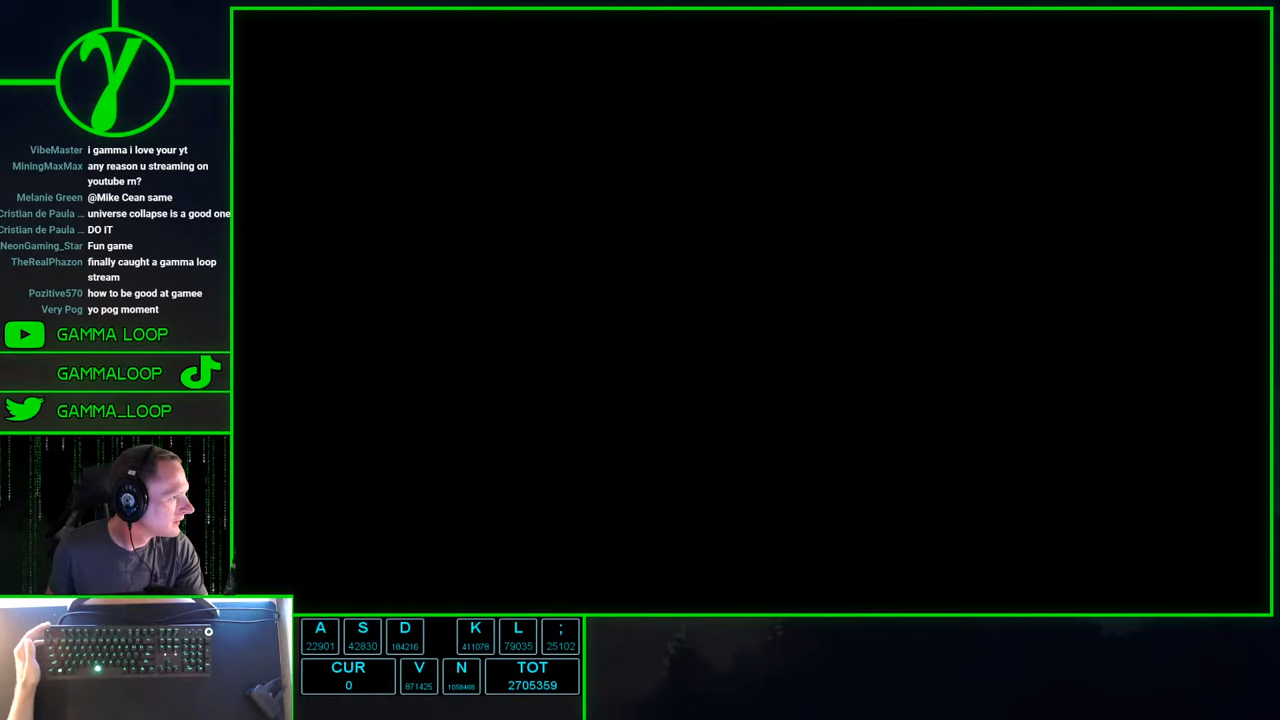 γ
VibeMaster i gamma i love your yt
MiningMaxMax any reason u streaming on
youtube rn?
Melanie Green @Mike Cean same
Cristian de Paula ... universe collapse is a good one
Cristian de Paula ... DO IT
NeonGaming_Star Fun game
TheRealPhazon finally caught a gamma loop
stream
Pozitive570 how to be good at gamee
Very Pog yo pog moment
GAMMA LOOP
GAMMALOOP
GAMMA_LOOP
A S D K L ;
22901 42830 184216 411078 79035 25102
CUR V N TOT
0 871425 1058468 2705359